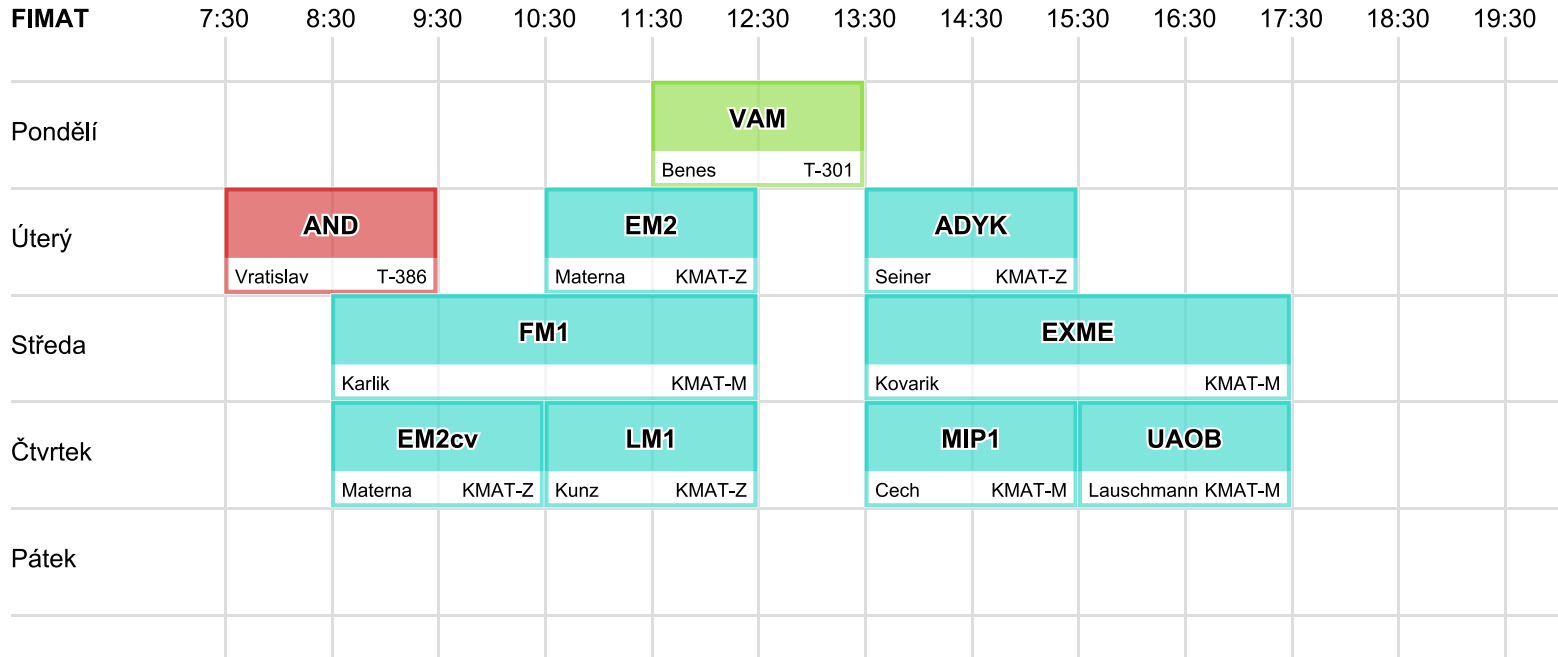 FIMAT 7:30 8:30 9:30 10:30 11:30 12:30 13:30 14:30 15:30 16:30 17:30 18:30 19:30
Pondělí
VAM
Benes T-301
Úterý
AND
Vratislav T-386
EM2
Materna KMAT-Z
ADYK
Seiner KMAT-Z
Středa
FM1
Karlik KMAT-M
EXME
Kovarik KMAT-M
Čtvrtek
EM2cv
Materna KMAT-Z
LM1
Kunz KMAT-Z
MIP1
Cech KMAT-M
UAOB
Lauschmann KMAT-M
Pátek